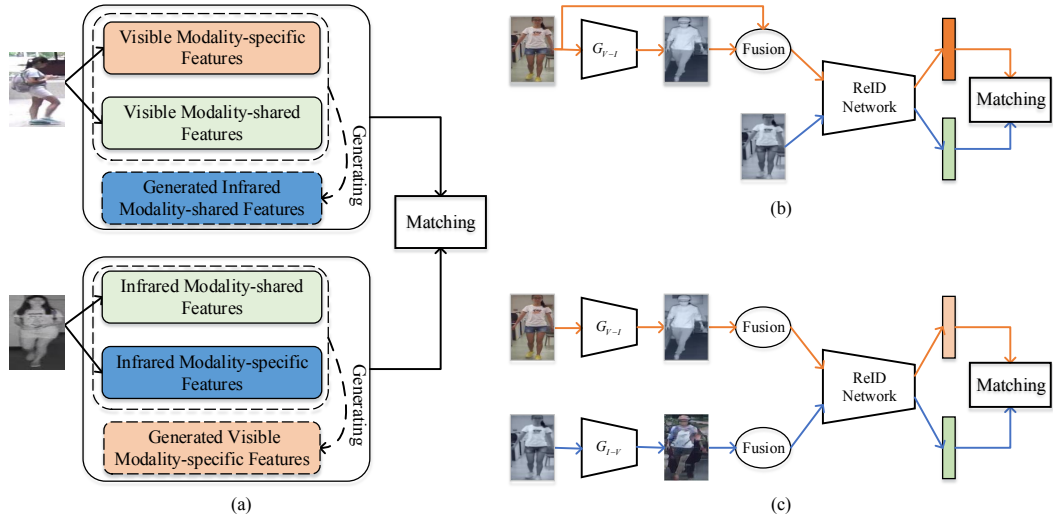 Visible Modality-specific
Features
Visible Modality-shared
Features
Generating
Generated Infrared
Modality-shared Features
Matching
Infrared Modality-shared
Features
Infrared Modality-specific
Features
Generating
Generated Visible
Modality-specific Features
(a)
G_{V-I}
Fusion
ReID
Network
Matching
(b)
G_{V-I}
Fusion
ReID
Network
Matching
G_{I-V}
Fusion
(c)